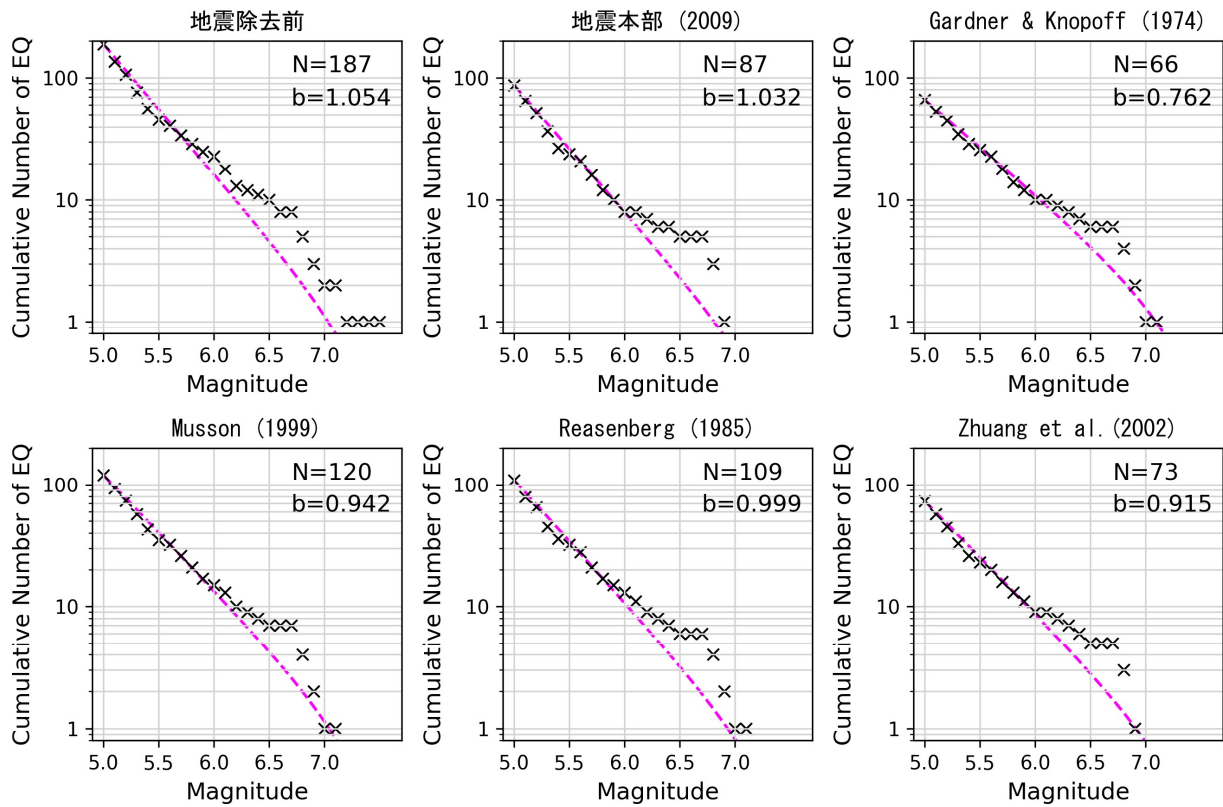 地震除去前
Cumulative Number of EQ
100
10
1
N=187
b=1.054
5.0 5.5 6.0 6.5 7.0
Magnitude
地震本部 (2009)
Cumulative Number of EQ
100
10
1
N=87
b=1.032
5.0 5.5 6.0 6.5 7.0
Magnitude
Gardner & Knopoff (1974)
Cumulative Number of EQ
100
10
1
N=66
b=0.762
5.0 5.5 6.0 6.5 7.0
Magnitude
Musson (1999)
Cumulative Number of EQ
100
10
1
N=120
b=0.942
5.0 5.5 6.0 6.5 7.0
Magnitude
Reasenberg (1985)
Cumulative Number of EQ
100
10
1
N=109
b=0.999
5.0 5.5 6.0 6.5 7.0
Magnitude
Zhuang et al.(2002)
Cumulative Number of EQ
100
10
1
N=73
b=0.915
5.0 5.5 6.0 6.5 7.0
Magnitude